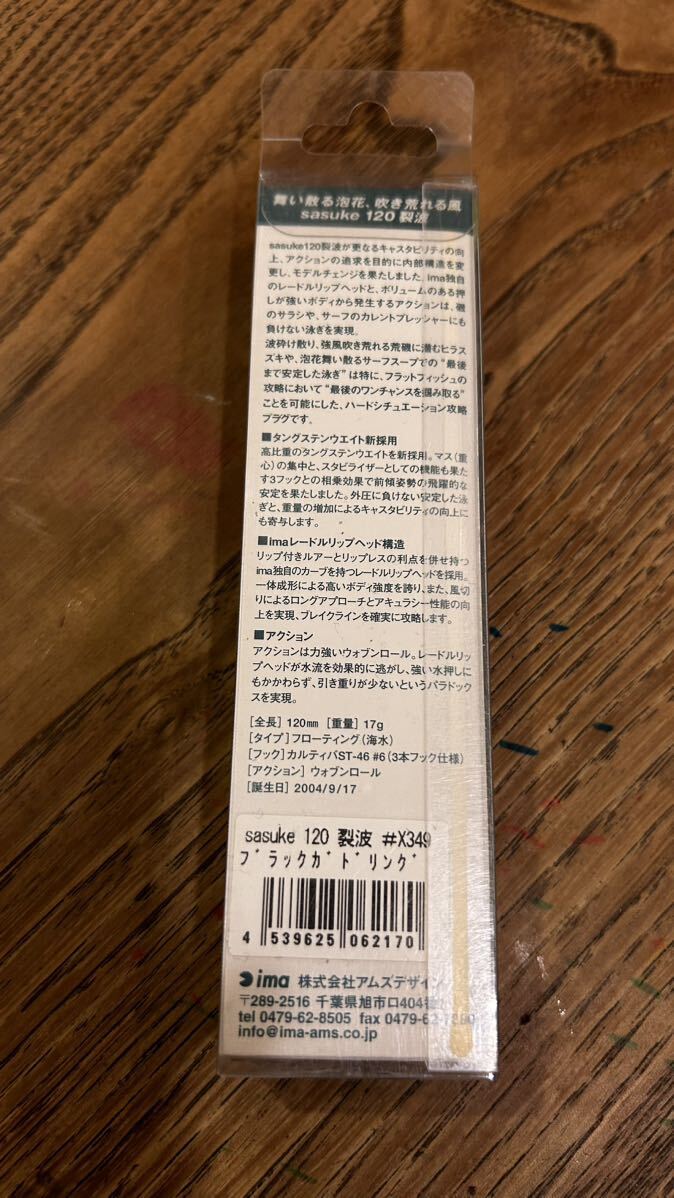 舞い散る泡花、吹き荒れる風
sasuke 120 裂波
sasuke120裂波が更なるキャスタビリティの向
上、アクションの追求を目的に内部構造を変
更し、モデルチェンジを果たしました。ima独自
のレードルリップヘッドと、ボリュームのある押
しが強いボディから発生するアクションは、磯
のサラシや、サーフのカレントプレッシャーにも
負けない泳ぎを実現。
波砕け散り、強風吹き荒れる荒磯に潜むヒラス
ズキや、泡花舞い散るサーフスープでの“最後
まで安定した泳ぎ”は特に、フラットフィッシュの
攻略において“最後のワンチャンスを掴み取る”
ことを可能にした、ハードシチュエーション攻略
プラグです。
■タングステンウエイト新採用
高比重のタングステンウエイトを新採用。マス(重
心)の集中と、スタビライザーとしての機能も果た
す3フックとの相乗効果で前傾姿勢の飛躍的な
安定を果たしました。外圧に負けない安定した泳
ぎと、重量の増加によるキャスタビリティの向上に
も寄与します。
■imaレードルリップヘッド構造
リップ付きルアーとリップレスの利点を併せ持つ
ima独自のカーブを持つレードルリップヘッドを採用。
一体成形による高いボディ強度を誇り、また、風切
りによるロングアプローチとアキュラシー性能の向
上を実現、ブレイクラインを確実に攻略します。
■アクション
アクションは力強いウォブンロール。レードルリッ
プヘッドが水流を効果的に逃がし、強い水押しに
もかかわらず、引き重りが少ないというパラドック
スを実現。
[全長] 120mm [重量] 17g
[タイプ] フローティング(海水)
[フック] カルティバST-46 #6(3本フック仕様)
[アクション] ウォブンロール
[誕生日] 2004/9/17
sasuke 120 裂波 #X349
ブラックガドリング
4 539625 062170
ima 株式会社アムズデザイン
〒289-2516 千葉県旭市ロ404番
tel 0479-62-8505 fax 0479-62-
info@ima-ams.co.jp